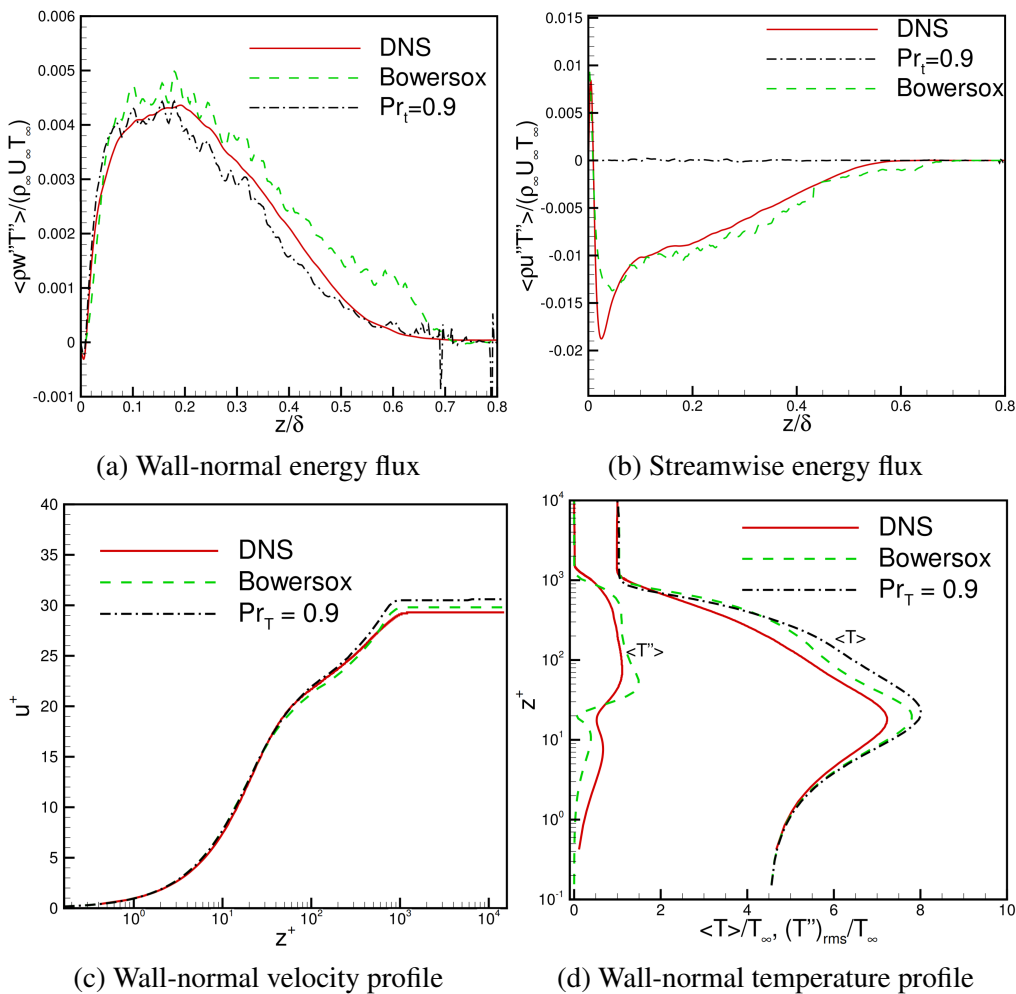 0.006
0.005
0.004
0.003
0.002
0.001
0
-0.001
<ρw"T">/(ρ∞U∞T∞)
DNS
Bowersox
Prt=0.9
0 0.1 0.2 0.3 0.4 0.5 0.6 0.7 0.8
z/δ
(a) Wall-normal energy flux
0.015
0.01
0.005
0
-0.005
-0.01
-0.015
-0.02
<ρu"T">/(ρ∞U∞T∞)
DNS
Prt=0.9
Bowersox
0 0.2 0.4 0.6 0.8
z/δ
(b) Streamwise energy flux
40
35
30
25
20
15
10
5
0
u+
DNS
Bowersox
PrT = 0.9
10^0 10^1 10^2 10^3 10^4
z+
(c) Wall-normal velocity profile
10^4
10^3
10^2
10^1
10^0
10^-1
z+
DNS
Bowersox
PrT = 0.9
<T>
<T">
0 2 4 6 8 10
<T>/T∞, (T")rms/T∞
(d) Wall-normal temperature profile